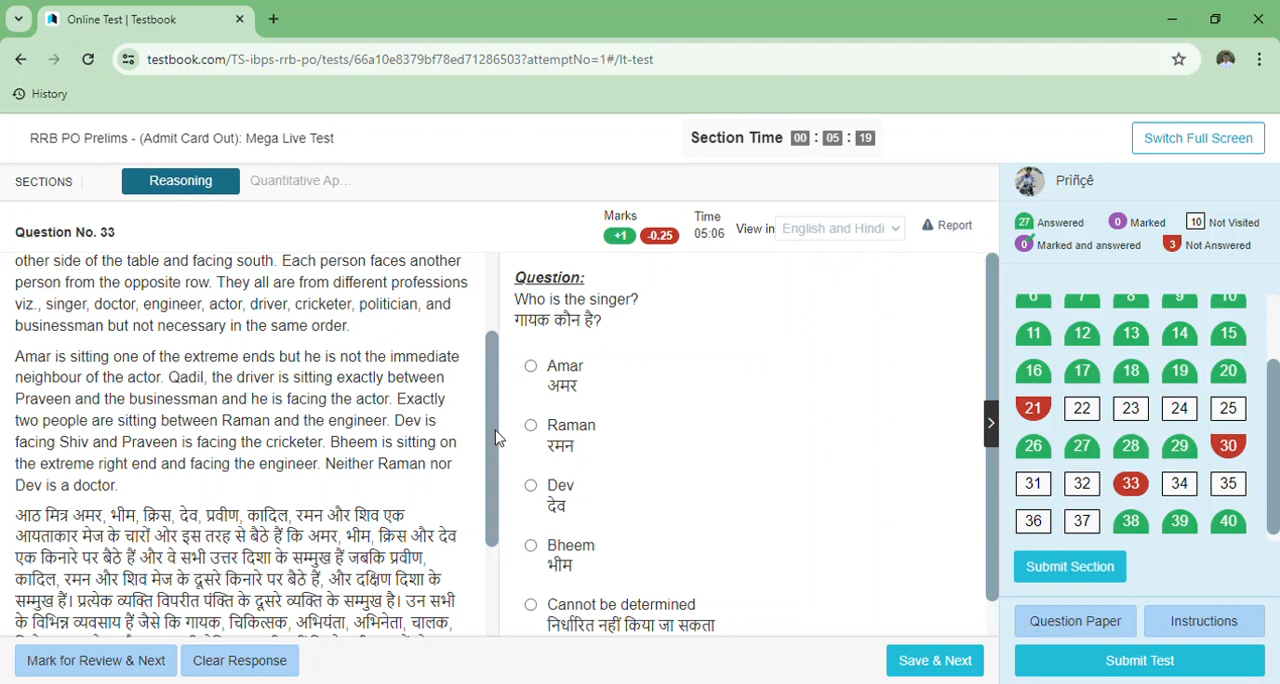 Online Test | Testbook
testbook.com/TS-ibps-rrb-po/tests/66a10e8379bf78ed71286503?attemptNo=1#/lt-test
History
RRB PO Prelims - (Admit Card Out): Mega Live Test
Section Time 00 : 05 : 19
Switch Full Screen
SECTIONS
Reasoning
Quantitative Ap...
Question No. 33
Marks
+1 -0.25
Time
05:06
View in English and Hindi
Report
other side of the table and facing south. Each person faces another
person from the opposite row. They all are from different professions
viz., singer, doctor, engineer, actor, driver, cricketer, politician, and
businessman but not necessary in the same order.
Amar is sitting one of the extreme ends but he is not the immediate
neighbour of the actor. Qadil, the driver is sitting exactly between
Praveen and the businessman and he is facing the actor. Exactly
two people are sitting between Raman and the engineer. Dev is
facing Shiv and Praveen is facing the cricketer. Bheem is sitting on
the extreme right end and facing the engineer. Neither Raman nor
Dev is a doctor.
आठ मित्र अमर, भीम, क्रिस, देव, प्रवीण, कादिल, रमन और शिव एक
आयताकार मेज के चारों ओर इस तरह से बैठे हैं कि अमर, भीम, क्रिस और देव
एक किनारे पर बैठे हैं और वे सभी उत्तर दिशा के सम्मुख हैं जबकि प्रवीण,
कादिल, रमन और शिव मेज के दूसरे किनारे पर बैठे हैं, और दक्षिण दिशा के
सम्मुख हैं। प्रत्येक व्यक्ति विपरीत पंक्ति के दूसरे व्यक्ति के सम्मुख है। उन सभी
के विभिन्न व्यवसाय हैं जैसे कि गायक, चिकित्सक, अभियंता, अभिनेता, चालक,
Question:
Who is the singer?
गायक कौन है?
Amar
अमर
Raman
रमन
Dev
देव
Bheem
भीम
Cannot be determined
निर्धारित नहीं किया जा सकता
Mark for Review & Next
Clear Response
Save & Next
Priñçê
27 Answered
0 Marked
10 Not Visited
0 Marked and answered
3 Not Answered
6 7 8 9 10
11 12 13 14 15
16 17 18 19 20
21 22 23 24 25
26 27 28 29 30
31 32 33 34 35
36 37 38 39 40
Submit Section
Question Paper
Instructions
Submit Test